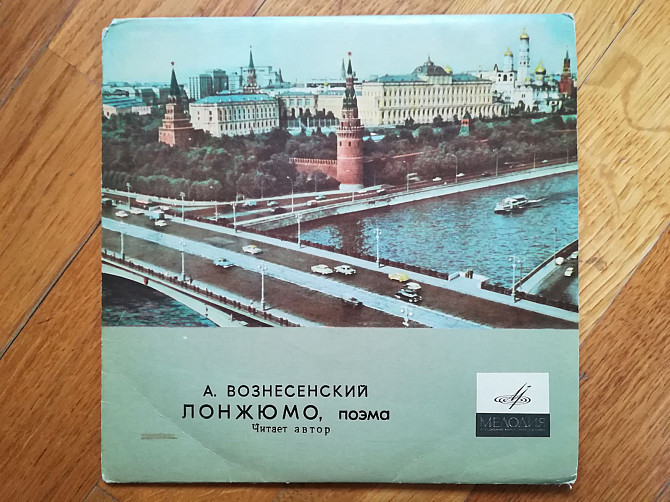 А. ВОЗНЕСЕНСКИЙ
ЛОНЖЮМО, поэма
Читает автор
МЕЛОДИЯ